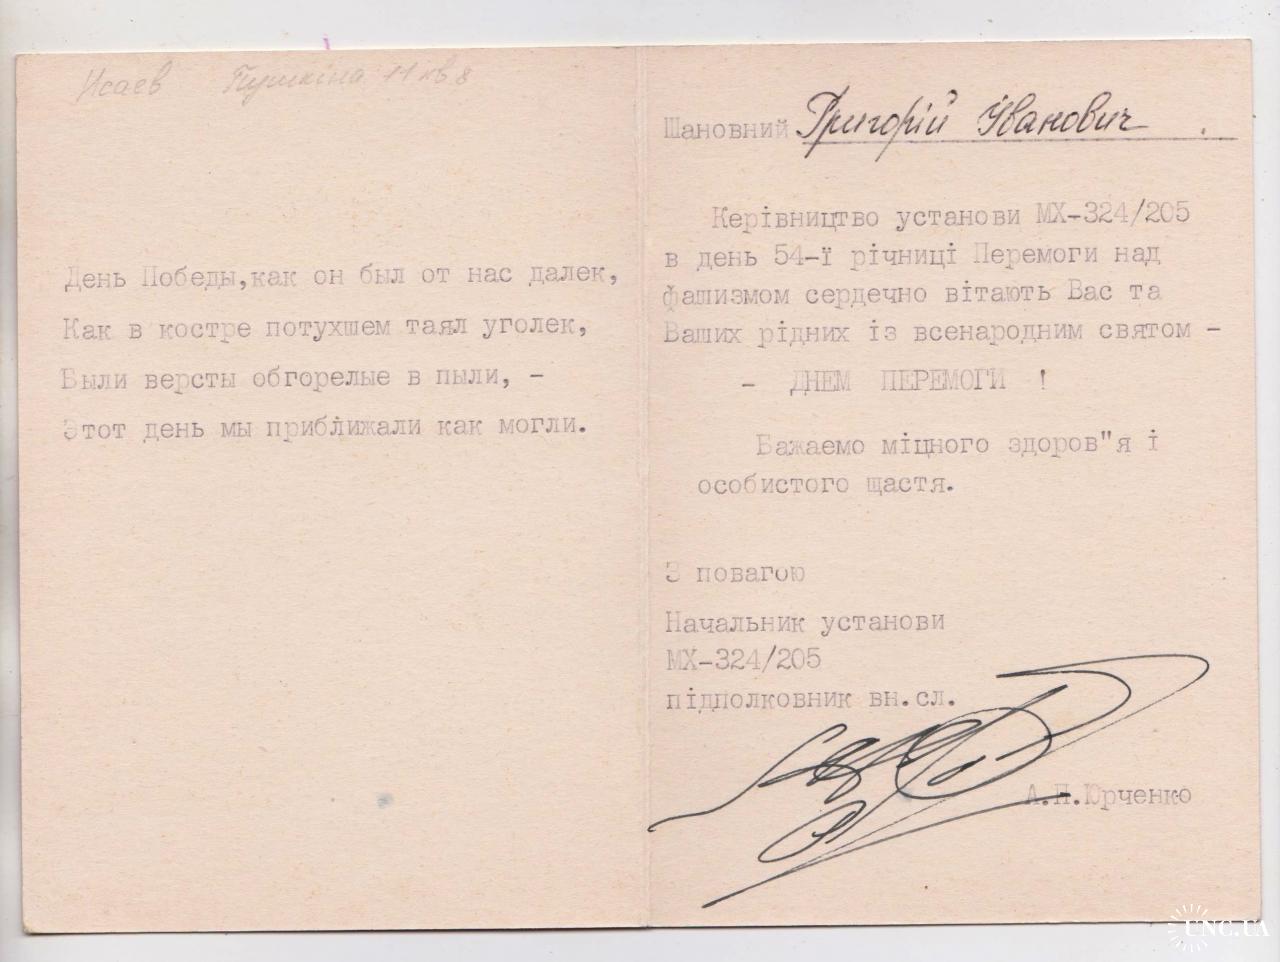 Исаев Пушкіна 11 кв 8
День Победы,как он был от нас далек,
Как в костре потухшем таял уголек,
Были версты обгорелые в пыли, -
Этот день мы приближали как могли.
Шановний Григорій Іванович .
Керівництво установи МХ-324/205
в день 54-ї річниці Перемоги над
фашизмом сердечно вітають Вас та
Ваших рідних із всенародним святом -
- ДНЕМ ПЕРЕМОГИ !
Бажаемо міцного здоров"я і
особистого щастя.
З повагою
Начальник установи
МХ-324/205
підполковник вн.сл.
А.П.Юрченко
UNC.UA